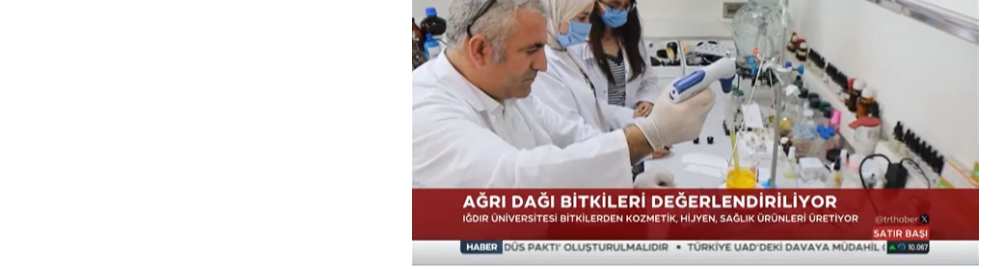 AĞRI DAĞI BİTKİLERİ DEĞERLENDİRİLİYOR
IĞDIR ÜNİVERSİTESİ BİTKİLERDEN KOZMETİK, HİJYEN, SAĞLIK ÜRÜNLERİ ÜRETİYOR
@trthaber X
SATIR BAŞI
HABER DÜS PAKTI' OLUŞTURULMALIDIR • TÜRKİYE UAD'DEKİ DAVAYA MÜDAHİL 10.067